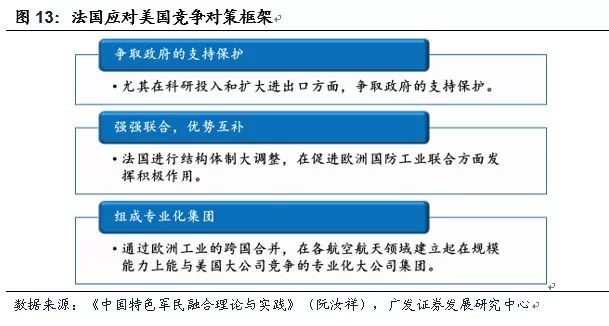 图 13：法国应对美国竞争对策框架
争取政府的支持保护
•尤其在科研投入和扩大进出口方面，争取政府的支持保护。
强强联合，优势互补
•法国进行结构体制大调整，在促进欧洲国防工业联合方面发
挥积极作用。
组成专业化集团
•通过欧洲工业的跨国合并，在各航空航天领域建立起在规模
能力上能与美国大公司竞争的专业化大公司集团。
数据来源：《中国特色军民融合理论与实践》（阮汝祥），广发证券发展研究中心